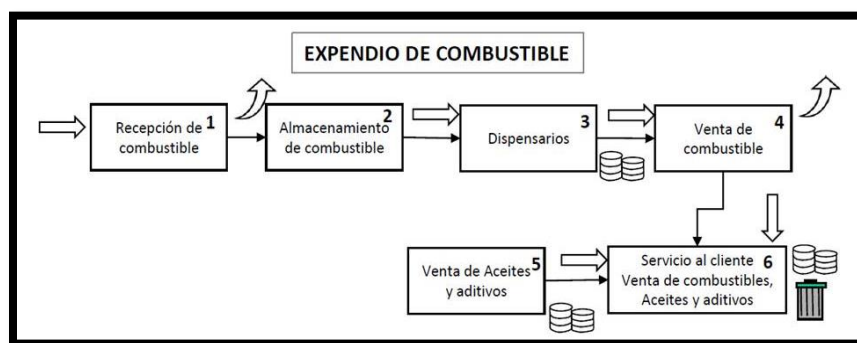 EXPENDIO DE COMBUSTIBLE
Recepción de 1
combustible
Almacenamiento 2
de combustible
Dispensarios 3
Venta de 4
combustible
Venta de Aceites 5
y aditivos
Servicio al cliente 6
Venta de combustibles,
Aceites y aditivos